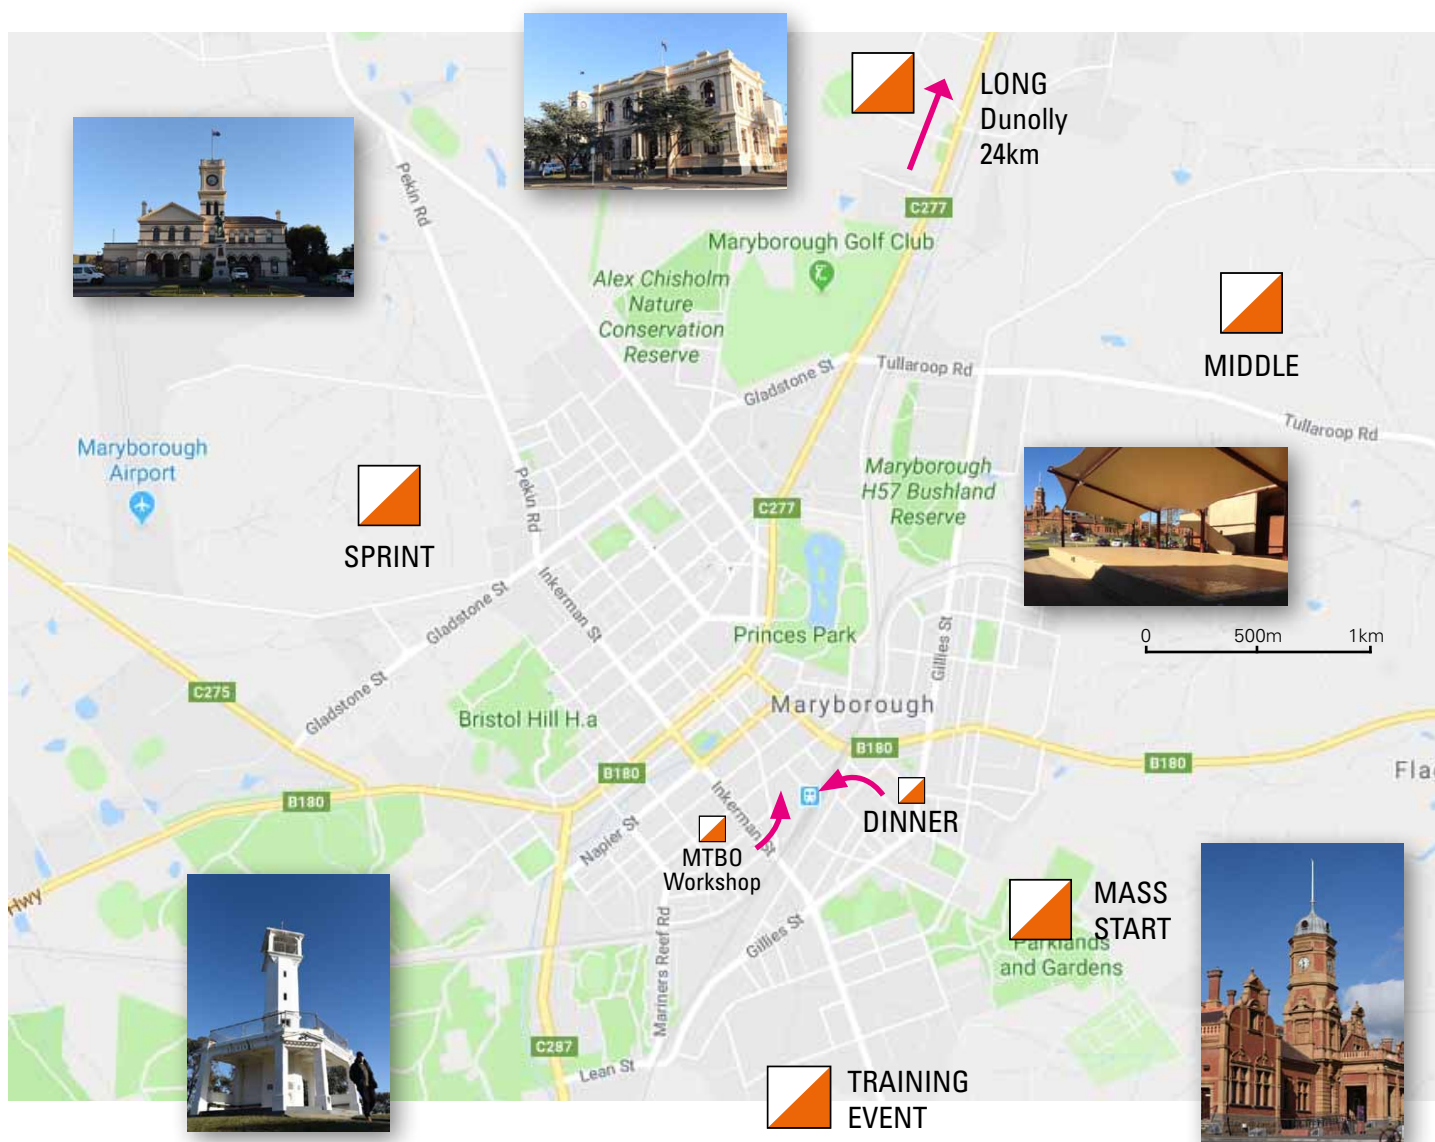 LONG
Dunolly
24km
Pekin Rd
C277
Maryborough Golf Club
Alex Chisholm
Nature
Conservation
Reserve
MIDDLE
Tullaroop Rd
Gladstone St
Tullaroop Rd
Maryborough
Airport
SPRINT
Pekin Rd
Maryborough
H57 Bushland
Reserve
C277
Inkerman St
Gladstone St
Princes Park
Gillies St
0 500m 1km
C275
Gladstone St
Bristol Hill H.a
Maryborough
B180
B180
B180
Fla
B180
Inkerman St
DINNER
Napier St
MTBO
Workshop
Hwy
MASS
START
Mariners Reef Rd
Gillies St
Parklands
and Gardens
C287
Lean St
TRAINING
EVENT